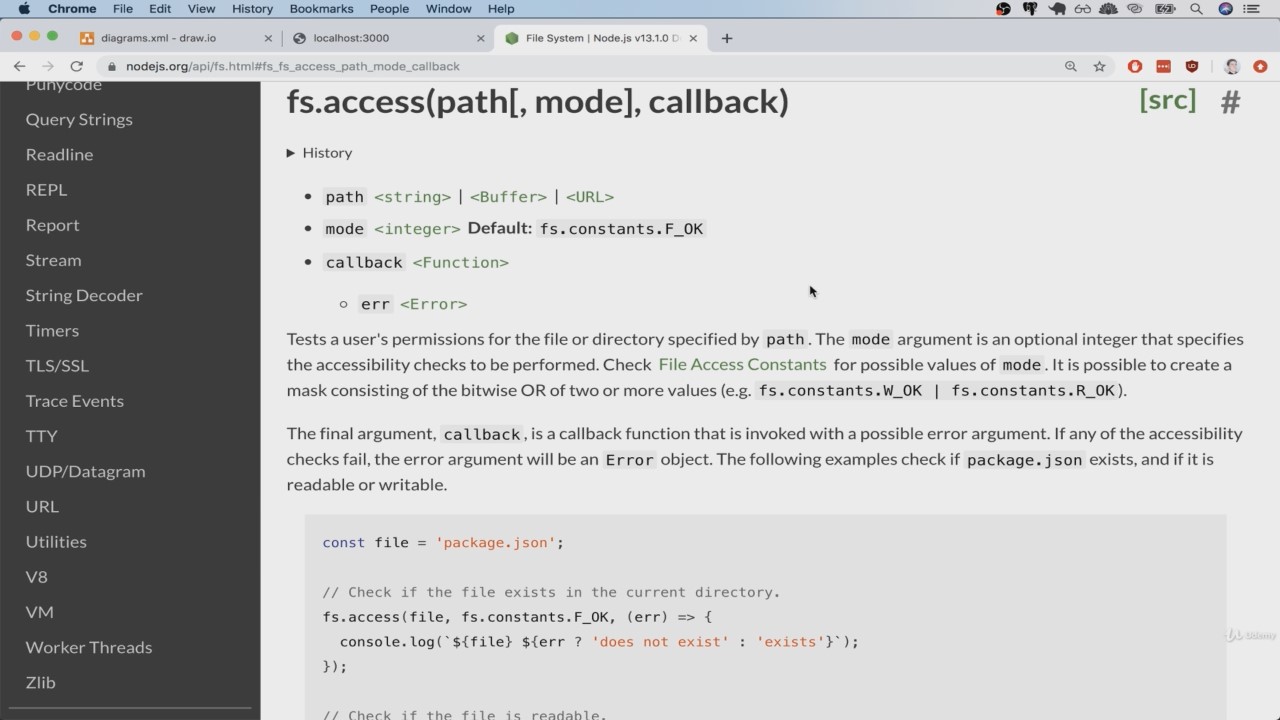 Chrome File Edit View History Bookmarks People Window Help
diagrams.xml - draw.io × localhost:3000 × File System | Node.js v13.1.0 D × +
nodejs.org/api/fs.html#fs_fs_access_path_mode_callback
Punycode
Query Strings
Readline
REPL
Report
Stream
String Decoder
Timers
TLS/SSL
Trace Events
TTY
UDP/Datagram
URL
Utilities
V8
VM
Worker Threads
Zlib
fs.access(path[, mode], callback) [src] #
▶ History
• path <string> | <Buffer> | <URL>
• mode <integer> Default: fs.constants.F_OK
• callback <Function>
○ err <Error>
Tests a user's permissions for the file or directory specified by path. The mode argument is an optional integer that specifies
the accessibility checks to be performed. Check File Access Constants for possible values of mode. It is possible to create a
mask consisting of the bitwise OR of two or more values (e.g. fs.constants.W_OK | fs.constants.R_OK).
The final argument, callback, is a callback function that is invoked with a possible error argument. If any of the accessibility
checks fail, the error argument will be an Error object. The following examples check if package.json exists, and if it is
readable or writable.
const file = 'package.json';
// Check if the file exists in the current directory.
fs.access(file, fs.constants.F_OK, (err) => {
console.log(`${file} ${err ? 'does not exist' : 'exists'}`);
});
// Check if the file is readable.
Udemy